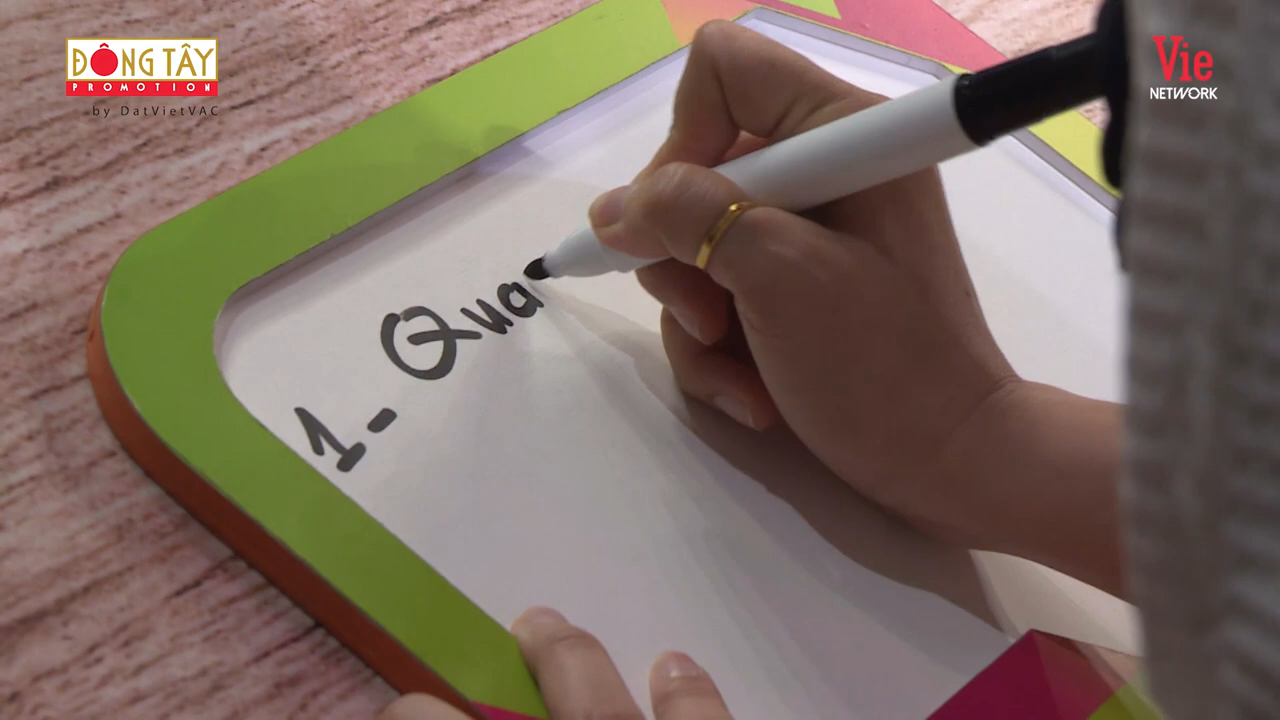 ĐÔNG TÂY
PROMOTION
by DatVietVAC
Vie
NETWORK
1- Qua